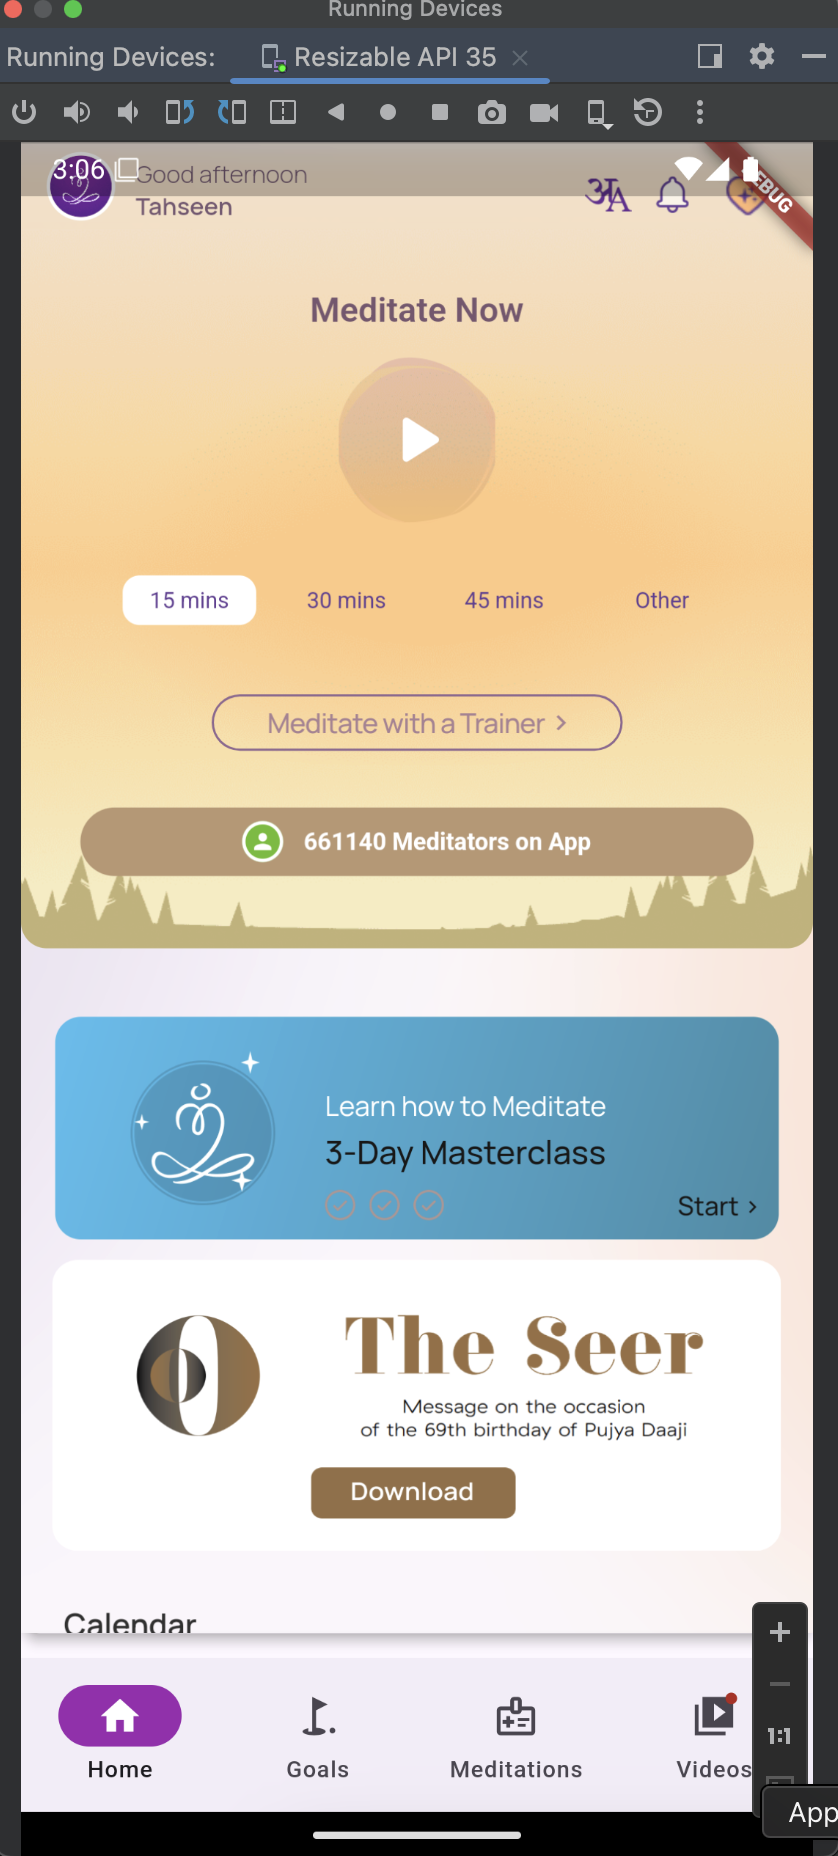 Running Devices
Running Devices: Resizable API 35
3:06
Good afternoon
Tahseen
अA
Meditate Now
15 mins 30 mins 45 mins Other
Meditate with a Trainer >
661140 Meditators on App
Learn how to Meditate
3-Day Masterclass
Start >
The Seer
Message on the occasion
of the 69th birthday of Pujya Daaji
Download
Calendar
1:1
Home Goals Meditations Videos
App